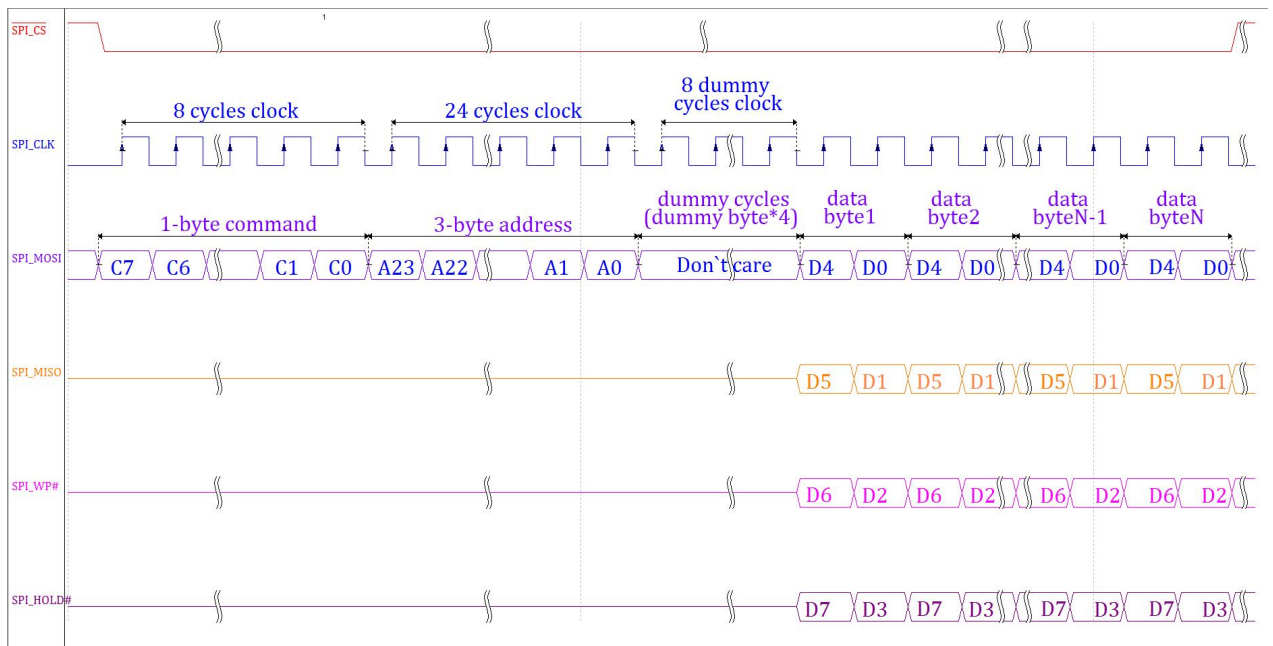 1
SPI_CS
8 cycles clock
24 cycles clock
8 dummy
cycles clock
SPI_CLK
1-byte command
3-byte address
dummy cycles
(dummy byte*4)
data
byte1
data
byte2
data
byteN-1
data
byteN
SPI_MOSI
C7 C6 C1 C0 A23 A22 A1 A0 Don`t care D4 D0 D4 D0 D4 D0 D4 D0
SPI_MISO
D5 D1 D5 D1 D5 D1 D5 D1
SPI_WP#
D6 D2 D6 D2 D6 D2 D6 D2
SPI_HOLD#
D7 D3 D7 D3 D7 D3 D7 D3